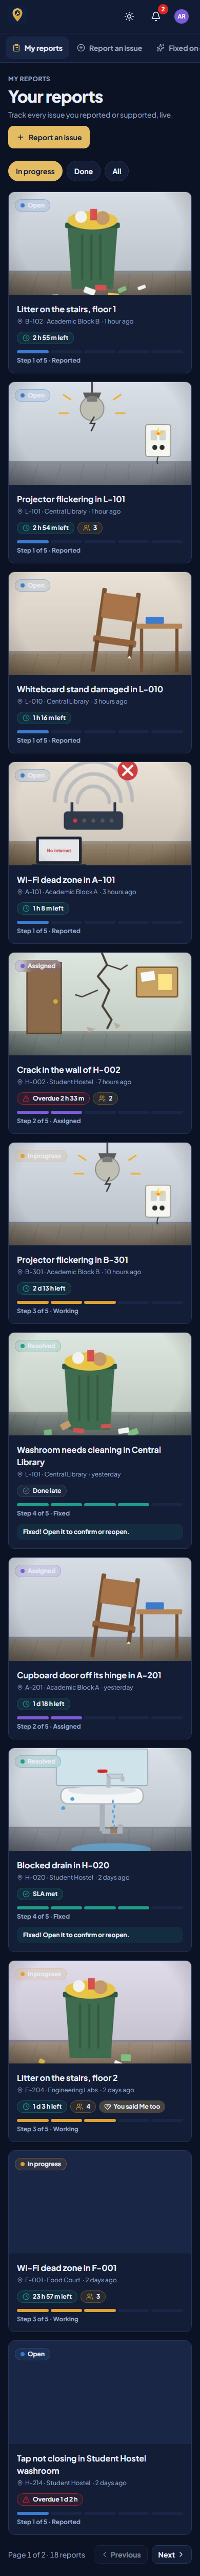 2
AR
My reports
Report an issue
Fixed on
MY REPORTS
Your reports
Track every issue you reported or supported, live.
+ Report an issue
In progress
Done
All
Open
Litter on the stairs, floor 1
B-102 · Academic Block B · 1 hour ago
2 h 55 m left
Step 1 of 5 · Reported
Open
Projector flickering in L-101
L-101 · Central Library · 1 hour ago
2 h 54 m left
3
Step 1 of 5 · Reported
Open
Whiteboard stand damaged in L-010
L-010 · Central Library · 3 hours ago
1 h 16 m left
Step 1 of 5 · Reported
Open
No internet
Wi-Fi dead zone in A-101
A-101 · Academic Block A · 3 hours ago
1 h 8 m left
Step 1 of 5 · Reported
Assigned
Crack in the wall of H-002
H-002 · Student Hostel · 7 hours ago
Overdue 2 h 33 m
2
Step 2 of 5 · Assigned
In progress
Projector flickering in B-301
B-301 · Academic Block B · 10 hours ago
2 d 13 h left
Step 3 of 5 · Working
Resolved
Washroom needs cleaning in Central
Library
L-101 · Central Library · yesterday
Done late
Step 4 of 5 · Fixed
Fixed! Open it to confirm or reopen.
Assigned
Cupboard door off its hinge in A-201
A-201 · Academic Block A · yesterday
1 d 18 h left
Step 2 of 5 · Assigned
Resolved
Blocked drain in H-020
H-020 · Student Hostel · 2 days ago
SLA met
Step 4 of 5 · Fixed
Fixed! Open it to confirm or reopen.
In progress
Litter on the stairs, floor 2
E-204 · Engineering Labs · 2 days ago
1 d 3 h left
4
You said Me too
Step 3 of 5 · Working
In progress
Wi-Fi dead zone in F-001
F-001 · Food Court · 2 days ago
23 h 57 m left
3
Step 3 of 5 · Working
Open
Tap not closing in Student Hostel
washroom
H-214 · Student Hostel · 2 days ago
Overdue 1 d 2 h
Step 1 of 5 · Reported
Page 1 of 2 · 18 reports
Previous
Next